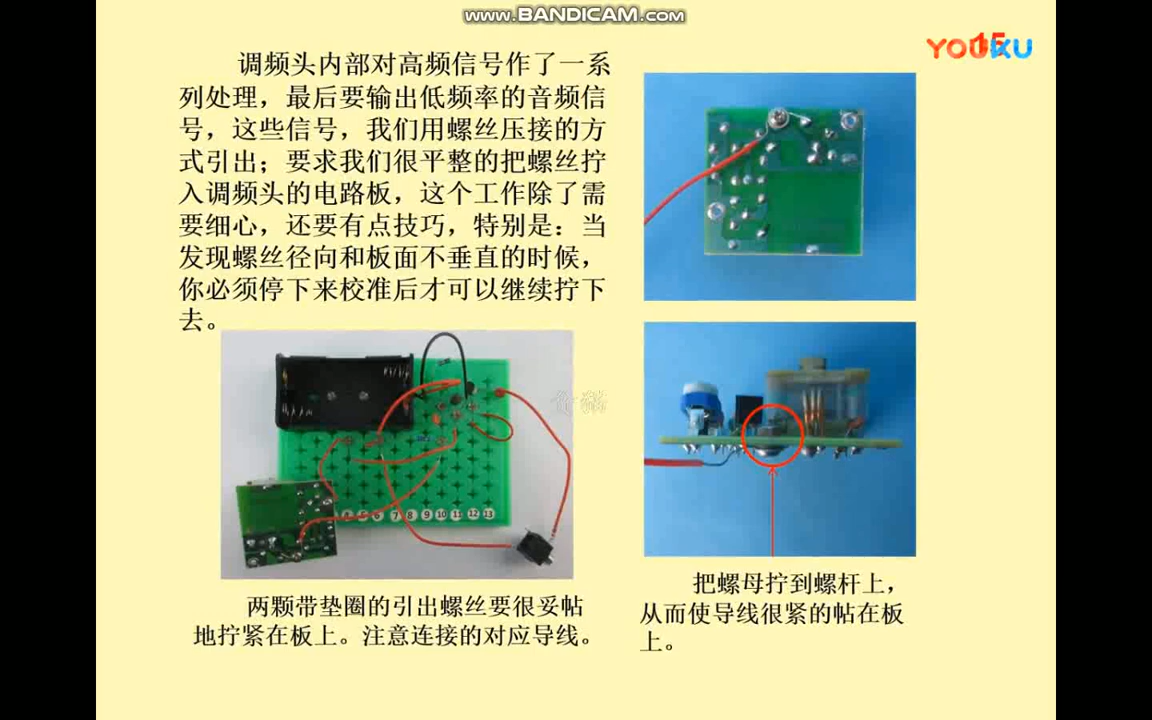 www.BANDICAM.com
15
YOUKU
调频头内部对高频信号作了一系
列处理，最后要输出低频率的音频信
号，这些信号，我们用螺丝压接的方
式引出；要求我们很平整的把螺丝拧
入调频头的电路板，这个工作除了需
要细心，还要有点技巧，特别是：当
发现螺丝径向和板面不垂直的时候，
你必须停下来校准后才可以继续拧下
去。
6 7 8 9 10 11 12 13
两颗带垫圈的引出螺丝要很妥帖
地拧紧在板上。注意连接的对应导线。
把螺母拧到螺杆上，
从而使导线很紧的帖在板
上。